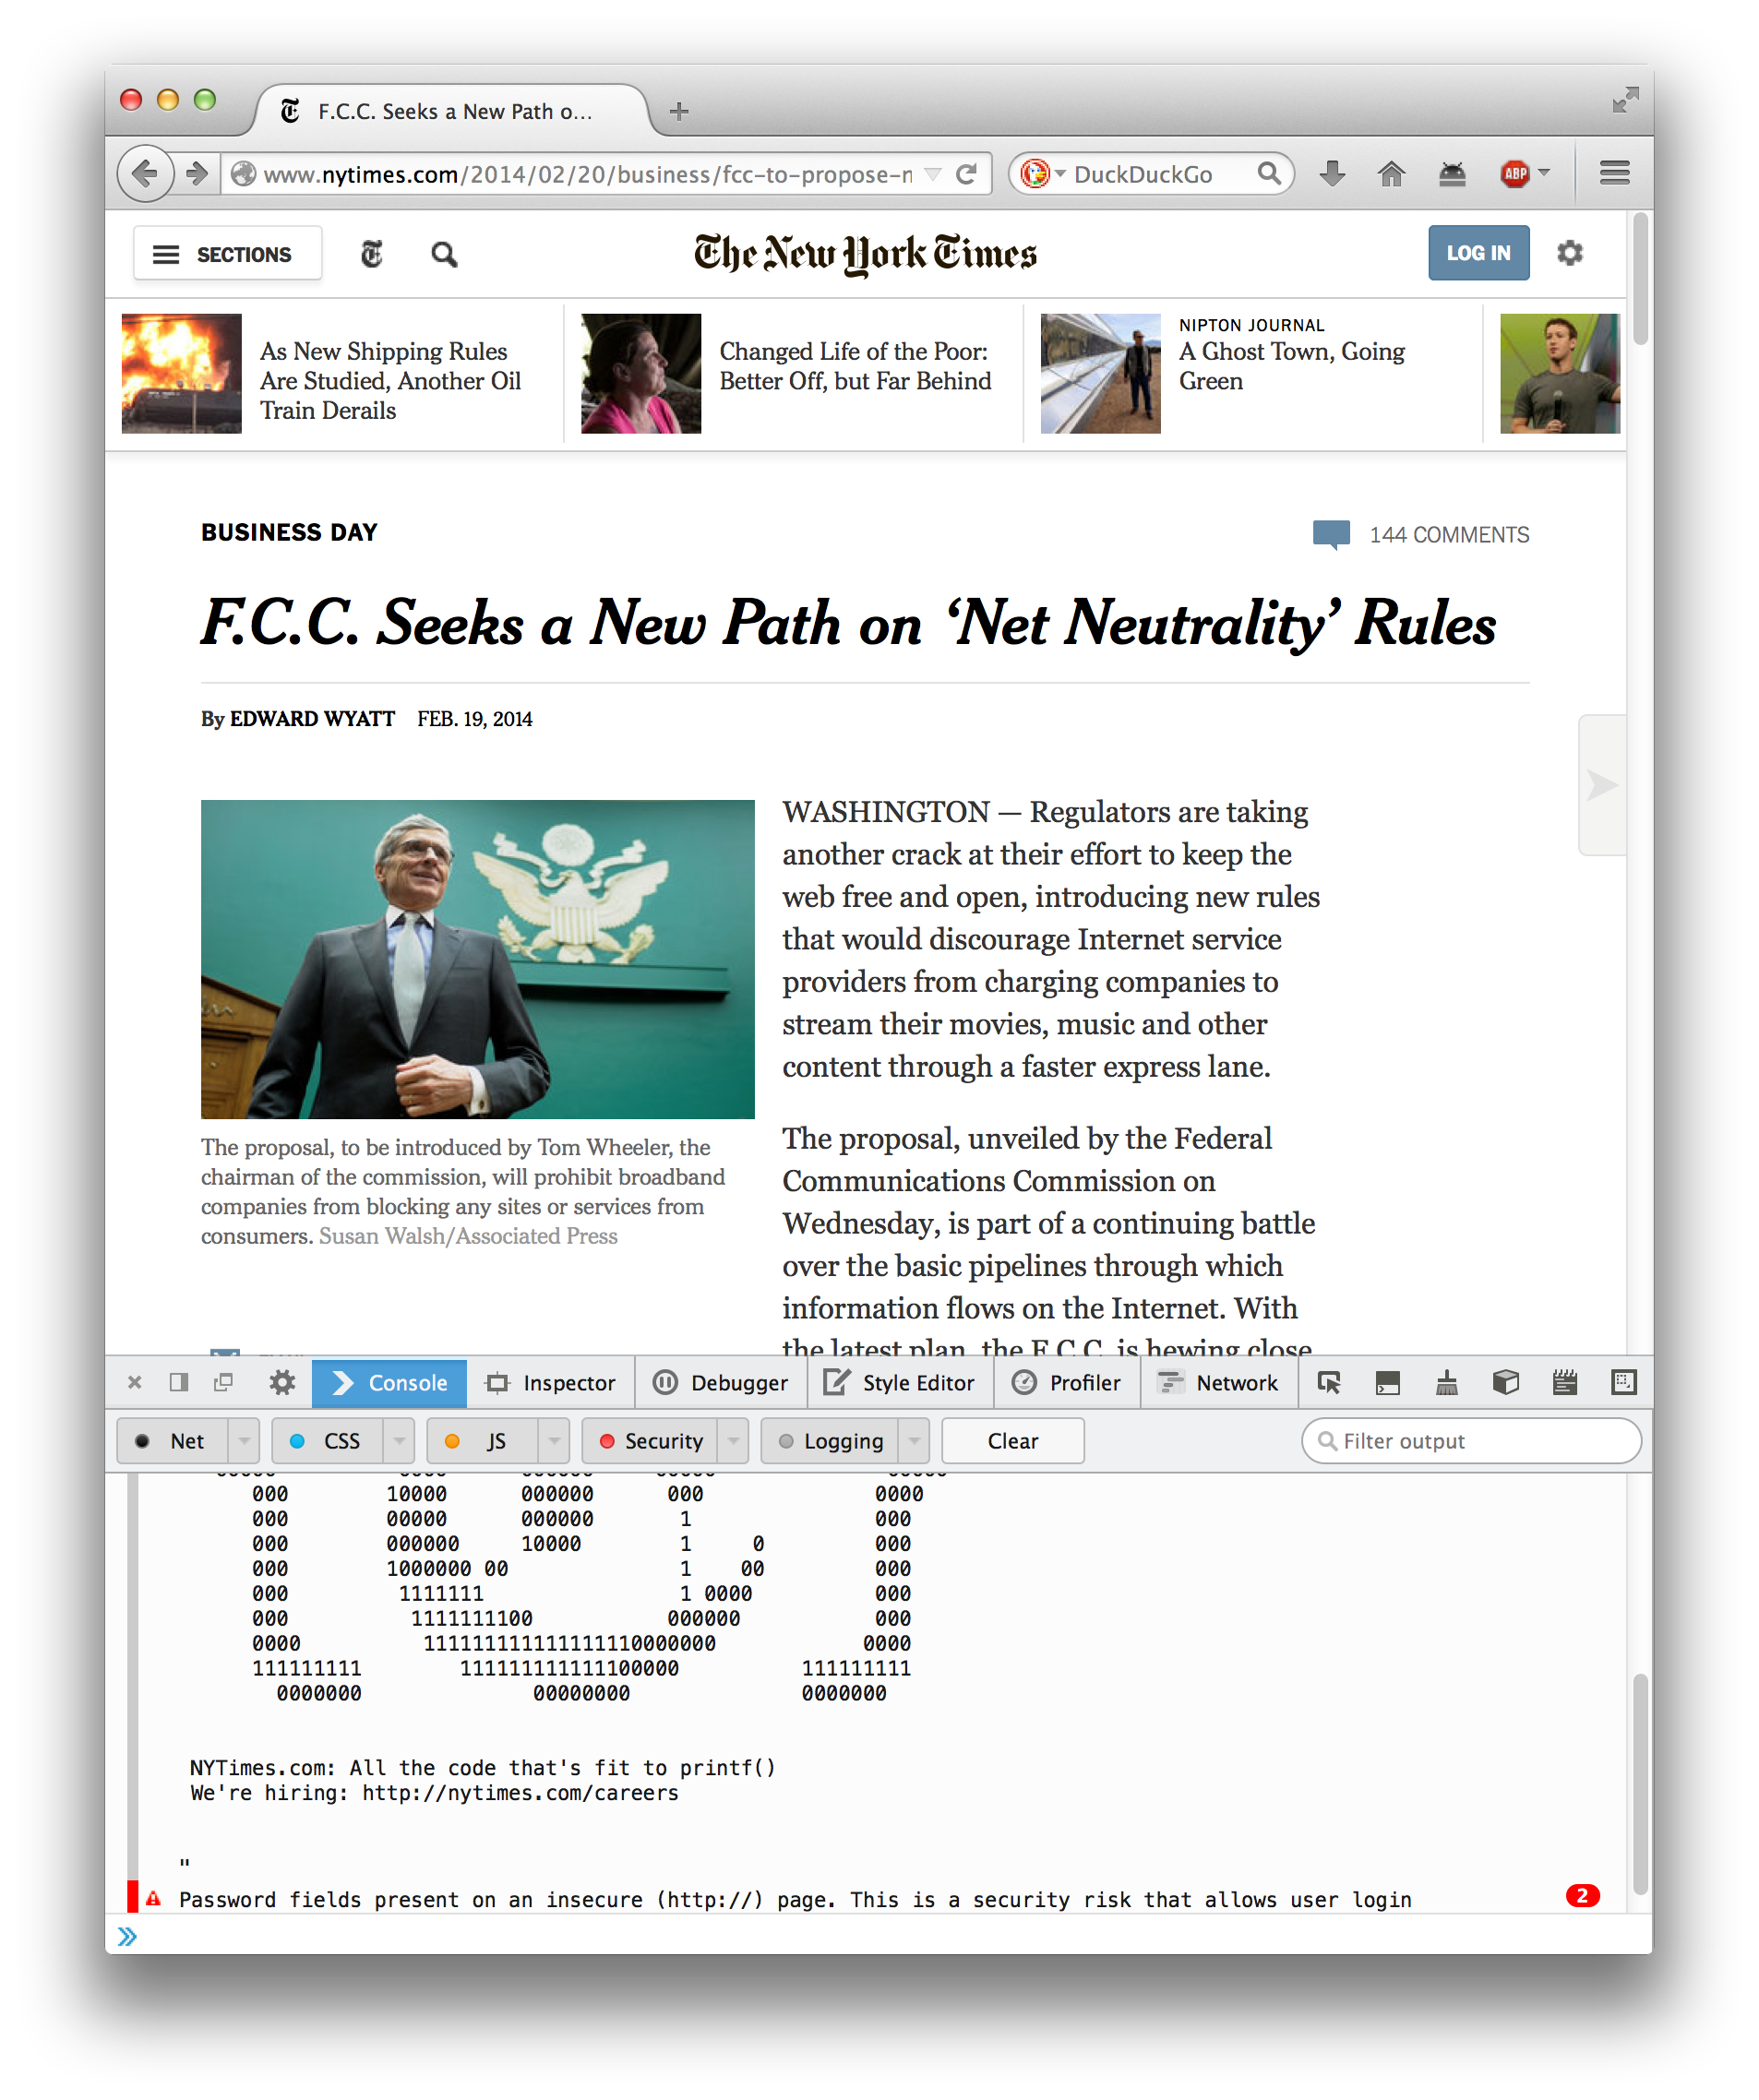 F.C.C. Seeks a New Path o...
www.nytimes.com/2014/02/20/business/fcc-to-propose-n
DuckDuckGo
ABP
SECTIONS
The New York Times
LOG IN
As New Shipping Rules
Are Studied, Another Oil
Train Derails
Changed Life of the Poor:
Better Off, but Far Behind
NIPTON JOURNAL
A Ghost Town, Going
Green
BUSINESS DAY
144 COMMENTS
F.C.C. Seeks a New Path on ‘Net Neutrality’ Rules
By EDWARD WYATT FEB. 19, 2014
WASHINGTON — Regulators are taking
another crack at their effort to keep the
web free and open, introducing new rules
that would discourage Internet service
providers from charging companies to
stream their movies, music and other
content through a faster express lane.
The proposal, to be introduced by Tom Wheeler, the
chairman of the commission, will prohibit broadband
companies from blocking any sites or services from
consumers. Susan Walsh/Associated Press
The proposal, unveiled by the Federal
Communications Commission on
Wednesday, is part of a continuing battle
over the basic pipelines through which
information flows on the Internet. With
the latest plan, the F.C.C. is hewing close
Console
Inspector
Debugger
Style Editor
Profiler
Network
Net
CSS
JS
Security
Logging
Clear
Filter output
000 10000 000000 000 0000
000 00000 000000 1 000
000 000000 10000 1 0 000
000 1000000 00 1 00 000
000 1111111 1 0000 000
000 1111111100 000000 000
0000 111111111111111110000000 0000
111111111 111111111111100000 111111111
0000000 00000000 0000000
NYTimes.com: All the code that's fit to printf()
We're hiring: http://nytimes.com/careers
"
Password fields present on an insecure (http://) page. This is a security risk that allows user login
2